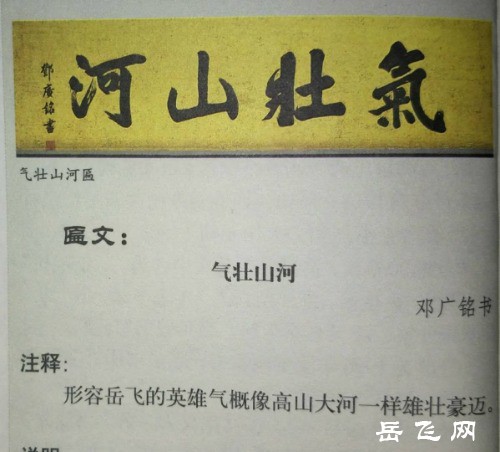 氣壯山河
鄧廣銘書
气壮山河匾
匾文：
气壮山河
邓广铭书
注释：
形容岳飞的英雄气概像高山大河一样雄壮豪迈。
岳飞网